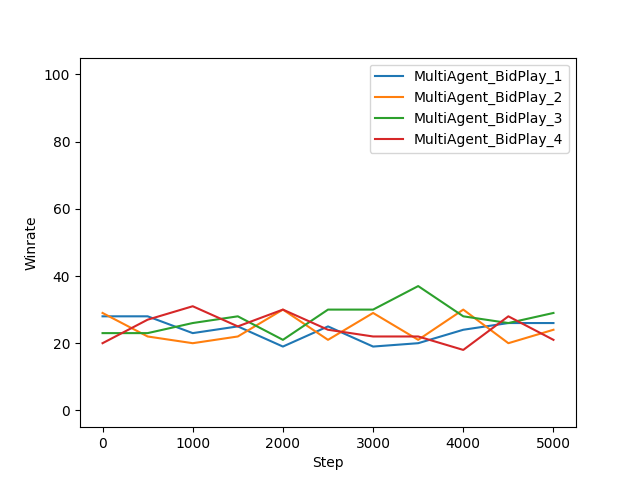 100
80
60
40
20
0
Winrate
MultiAgent_BidPlay_1
MultiAgent_BidPlay_2
MultiAgent_BidPlay_3
MultiAgent_BidPlay_4
0 1000 2000 3000 4000 5000
Step